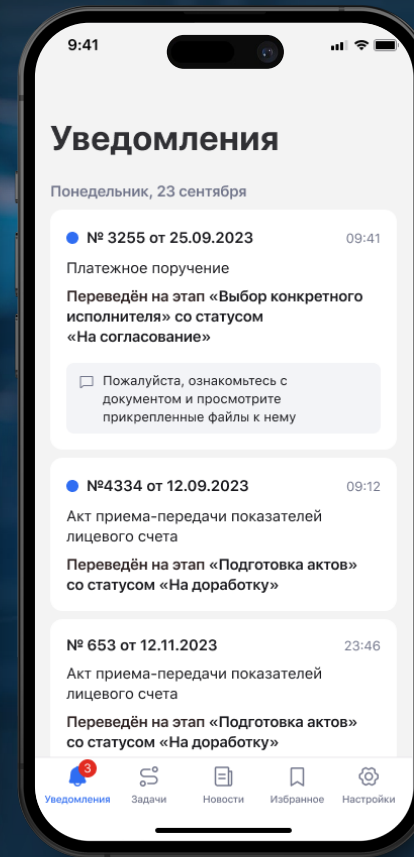 9:41
Уведомления
Понедельник, 23 сентября
№ 3255 от 25.09.2023 09:41
Платежное поручение
Переведён на этап «Выбор конкретного
исполнителя» со статусом
«На согласование»
Пожалуйста, ознакомьтесь с
документом и просмотрите
прикрепленные файлы к нему
№4334 от 12.09.2023 09:12
Акт приема-передачи показателей
лицевого счета
Переведён на этап «Подготовка актов»
со статусом «На доработку»
№ 653 от 12.11.2023 23:46
Акт приема-передачи показателей
лицевого счета
Переведён на этап «Подготовка актов»
со статусом «На доработку»
3
Уведомления Задачи Новости Избранное Настройки